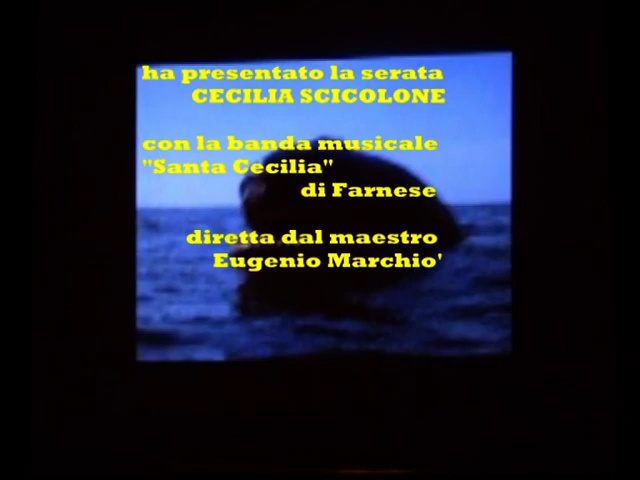 ha presentato la serata
CECILIA SCICOLONE
con la banda musicale
"Santa Cecilia"
di Farnese
diretta dal maestro
Eugenio Marchio'